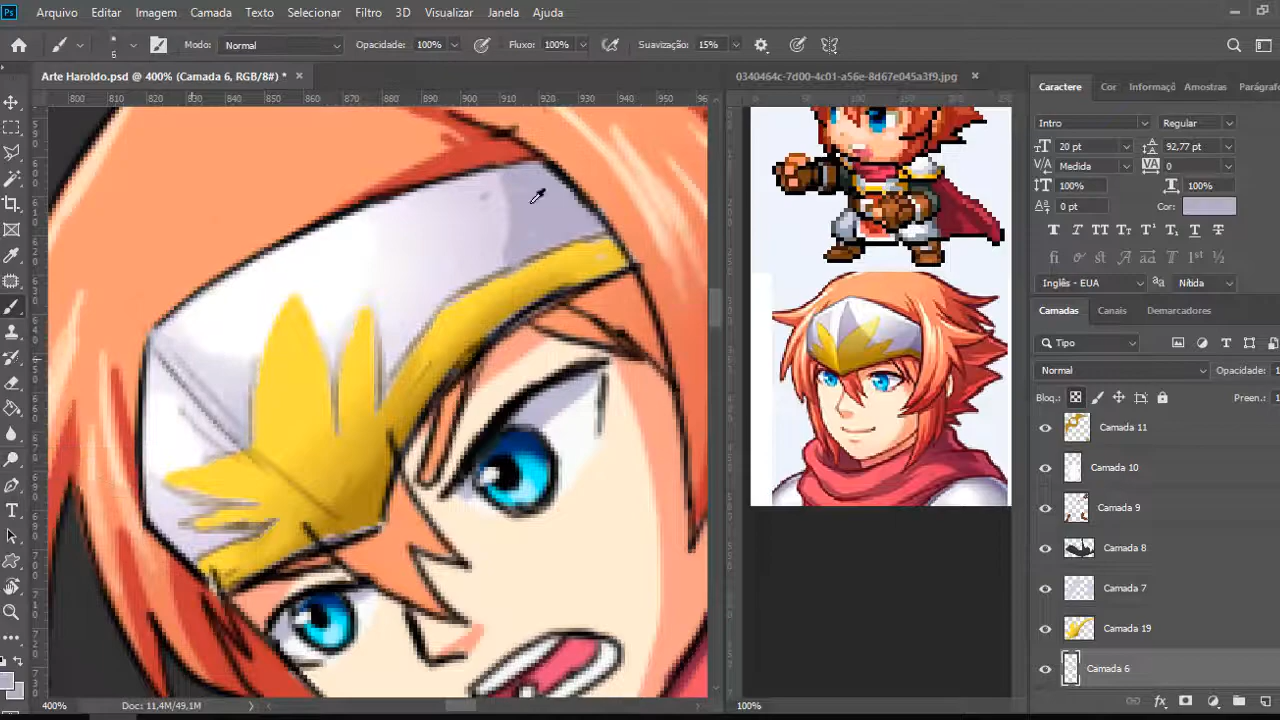 Ps Arquivo Editar Imagem Camada Texto Selecionar Filtro 3D Visualizar Janela Ajuda
6 Modo: Normal Opacidade: 100% Fluxo: 100% Suavização: 15%
Arte Haroldo.psd @ 400% (Camada 6, RGB/8#) * 0340464c-7d00-4c01-a56e-8d67e045a3f9.jpg
Caractere Cor Informaçõ Amostras Parágrafo
800 810 820 830 840 850 860 870 880 890 900 910 920 930 940 950
Intro Regular
20 pt 92,77 pt
Medida 0
100% 100%
0 pt Cor:
Inglês - EUA Nítida
Camadas Canais Demarcadores
Tipo
Normal Opacidade:
Bloq.: Preen.:
Camada 11
Camada 10
Camada 9
Camada 8
Camada 7
Camada 19
Camada 6
400% Doc: 11,4M/49,1M 100%